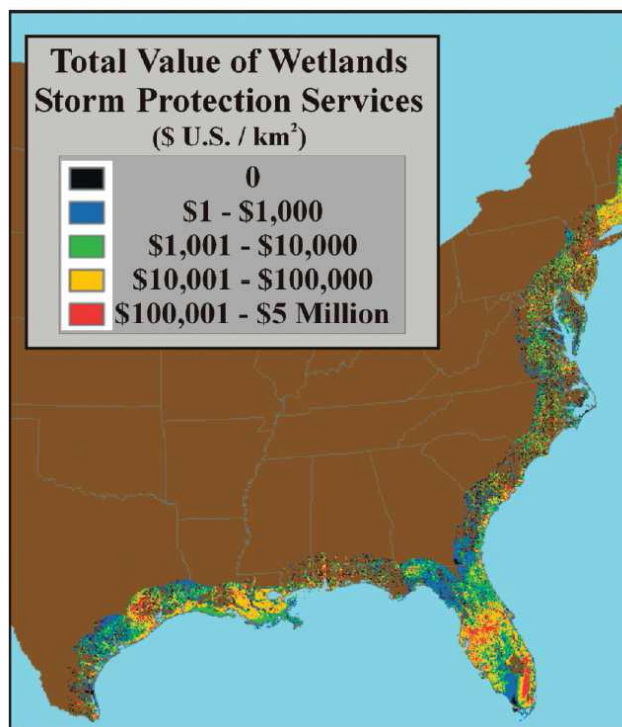 Total Value of Wetlands
Storm Protection Services
($ U.S. / km²)
0
$1 - $1,000
$1,001 - $10,000
$10,001 - $100,000
$100,001 - $5 Million